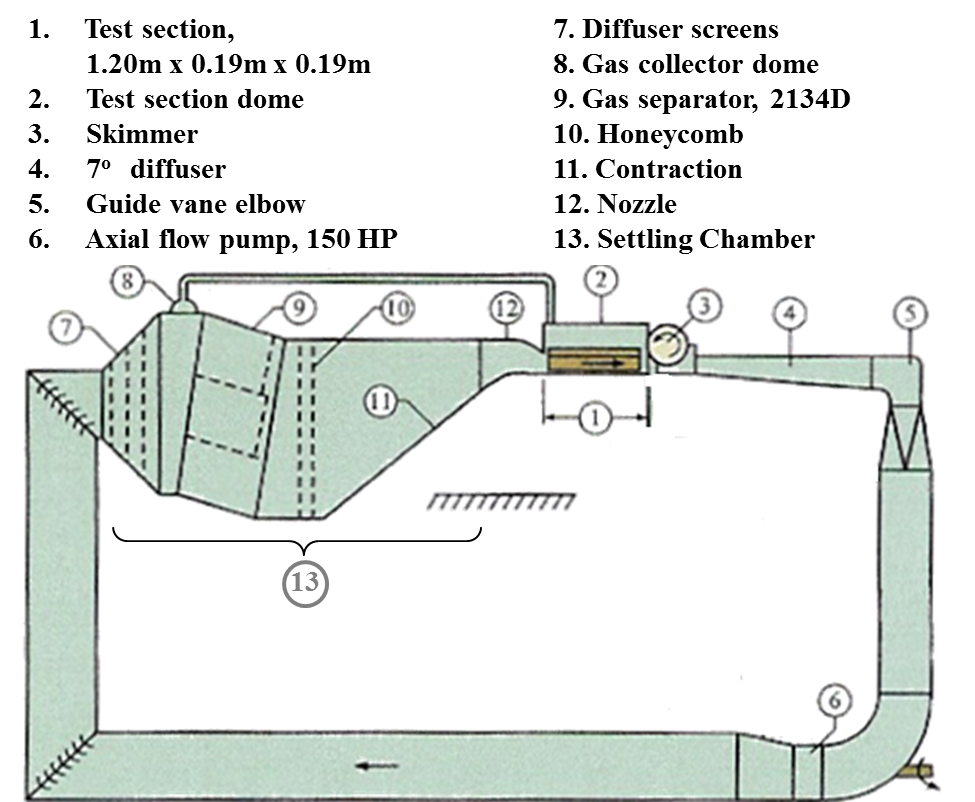 1. Test section,
1.20m x 0.19m x 0.19m
2. Test section dome
3. Skimmer
4. 7º diffuser
5. Guide vane elbow
6. Axial flow pump, 150 HP
7. Diffuser screens
8. Gas collector dome
9. Gas separator, 2134D
10. Honeycomb
11. Contraction
12. Nozzle
13. Settling Chamber
8
7
9
10
12
2
3
4
5
11
1
13
6